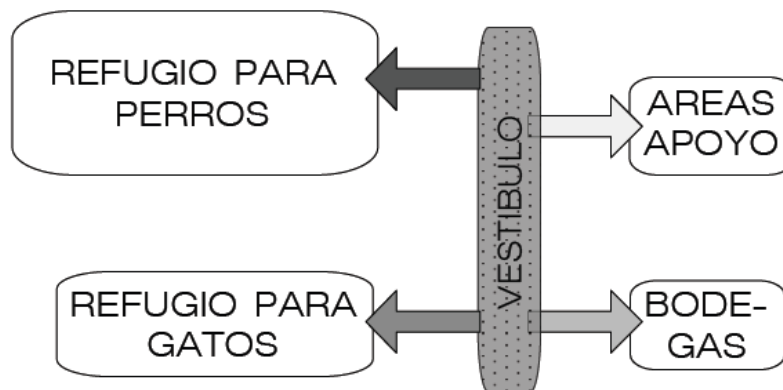 REFUGIO PARA
PERROS
VESTIBULO
AREAS
APOYO
REFUGIO PARA
GATOS
BODE-
GAS